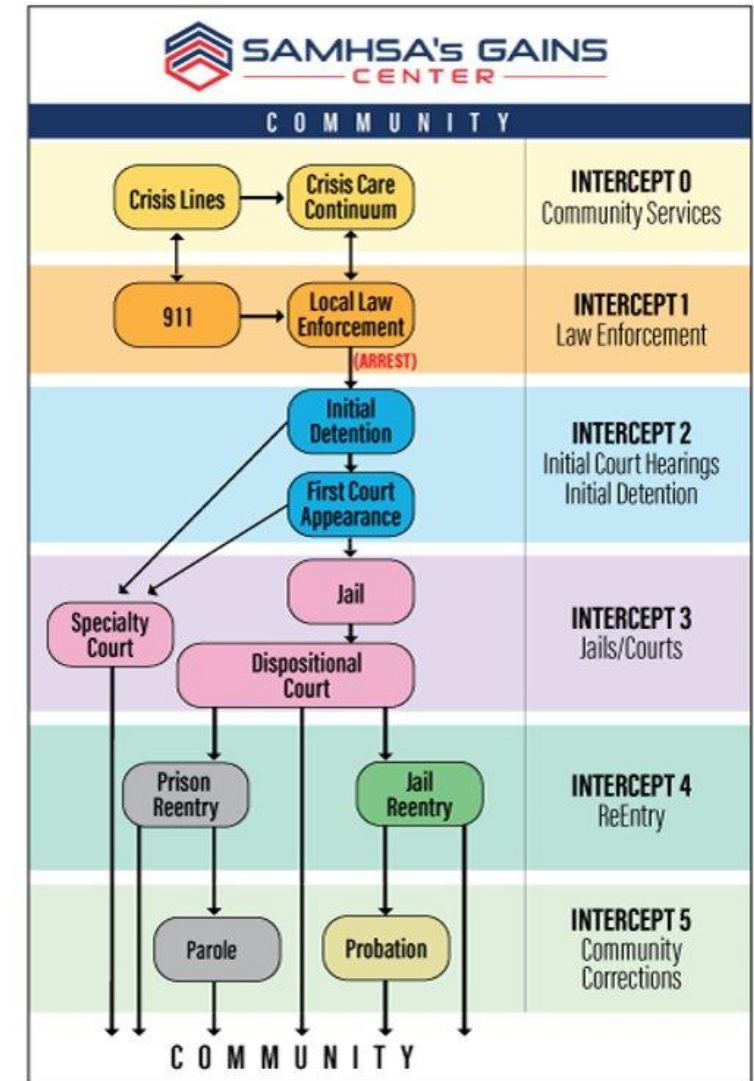 SAMHSA's GAINS
CENTER
COMMUNITY
Crisis Lines
Crisis Care
Continuum
INTERCEPT 0
Community Services
911
Local Law
Enforcement
INTERCEPT 1
Law Enforcement
(ARREST)
Initial
Detention
First Court
Appearance
INTERCEPT 2
Initial Court Hearings
Initial Detention
Jail
Specialty
Court
Dispositional
Court
INTERCEPT 3
Jails/Courts
Prison
Reentry
Jail
Reentry
INTERCEPT 4
ReEntry
Parole
Probation
INTERCEPT 5
Community
Corrections
COMMUNITY